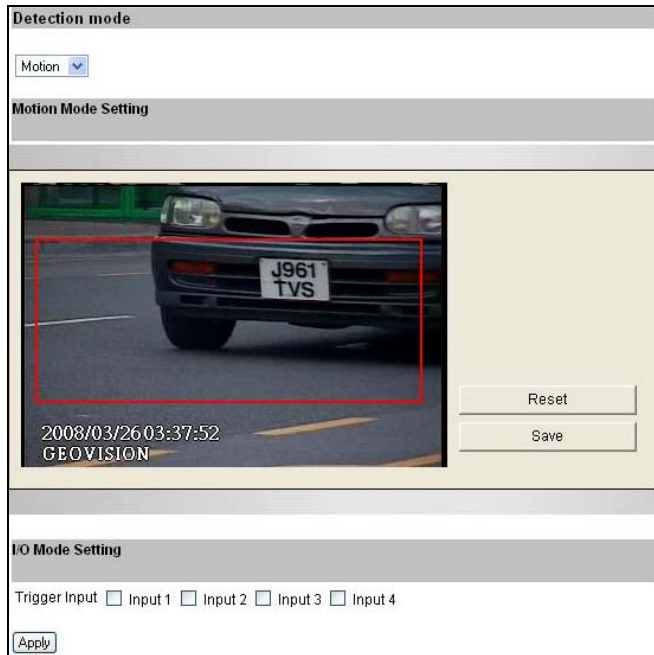 Detection mode
Motion
Motion Mode Setting
J961
TVS
2008/03/26 03:37:52
GEOVISION
Reset
Save
I/O Mode Setting
Trigger Input Input 1 Input 2 Input 3 Input 4
Apply